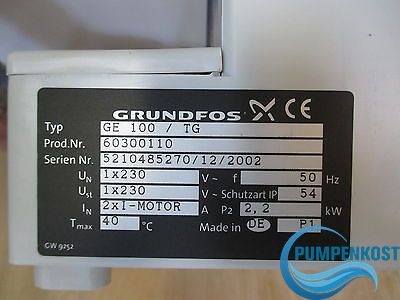 GRUNDFOS CE
Typ GE 100 / TG
Prod.Nr. 60300110
Serien Nr. 5210485270/12/2002
UN 1x230 V~ f 50 Hz
Ust 1x230 V~ Schutzart IP 54
IN 2xI-MOTOR A P2 2,2 kW
Tmax 40 °C Made in DE P1
GW 9252
PUMPENKOST